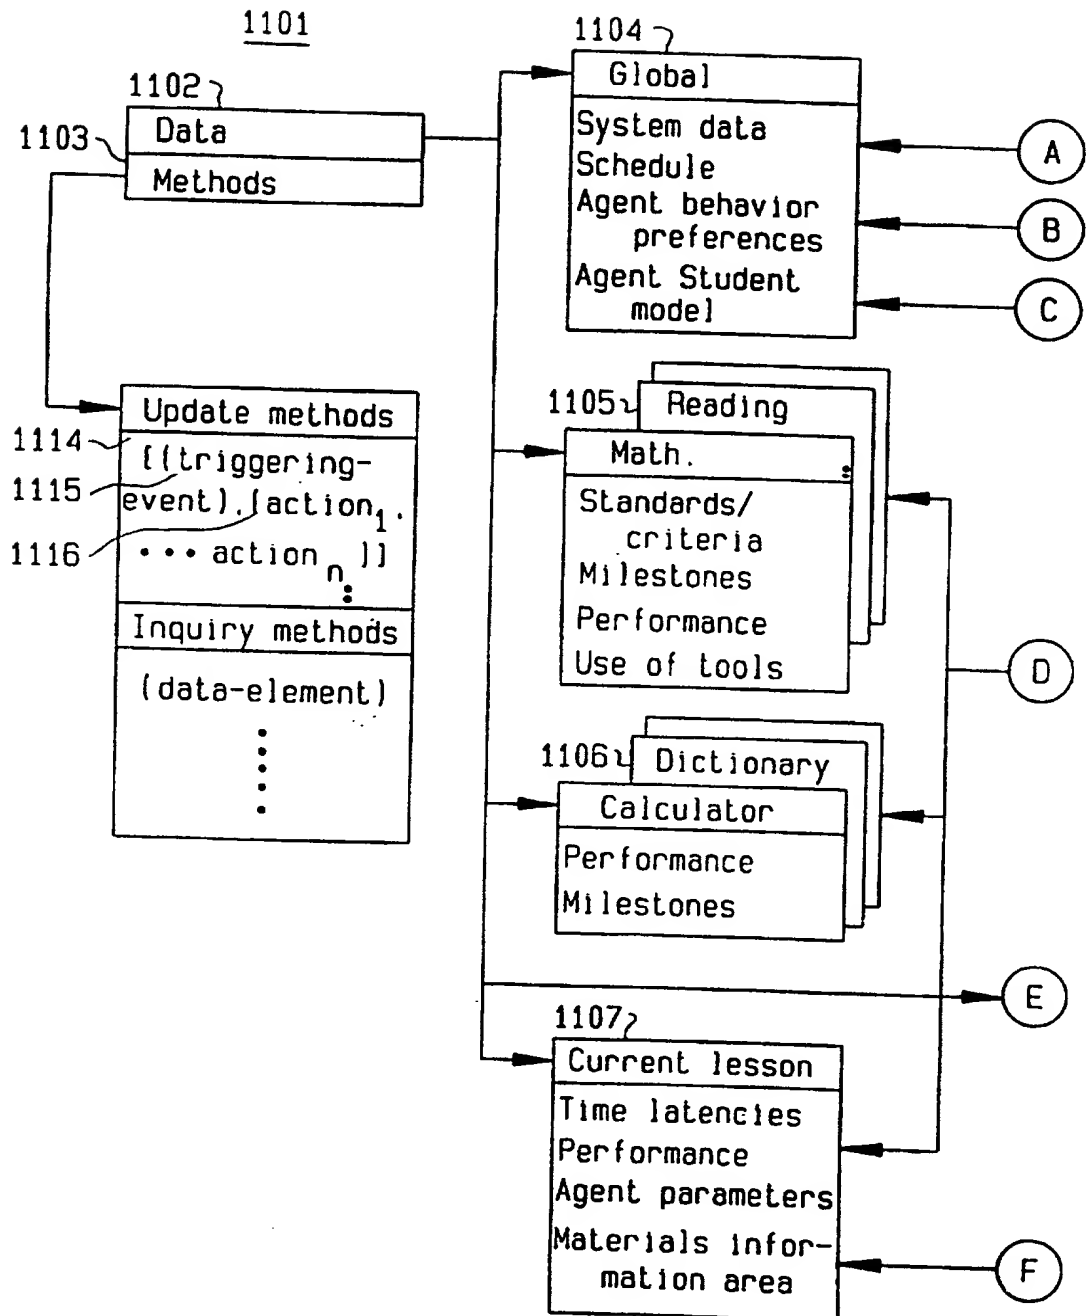 1101
1102
Data
1103
Methods
Update methods
1114
[((triggering-
1115
event),(action1,
1116
••• action n )]]
Inquiry methods
(data-element)
1104
Global
System data
Schedule
Agent behavior
preferences
Agent Student
model
A
B
C
1105
Reading
Math.
Standards/
criteria
Milestones
Performance
Use of tools
D
1106
Dictionary
Calculator
Performance
Milestones
E
1107
Current lesson
Time latencies
Performance
Agent parameters
Materials infor-
mation area
F